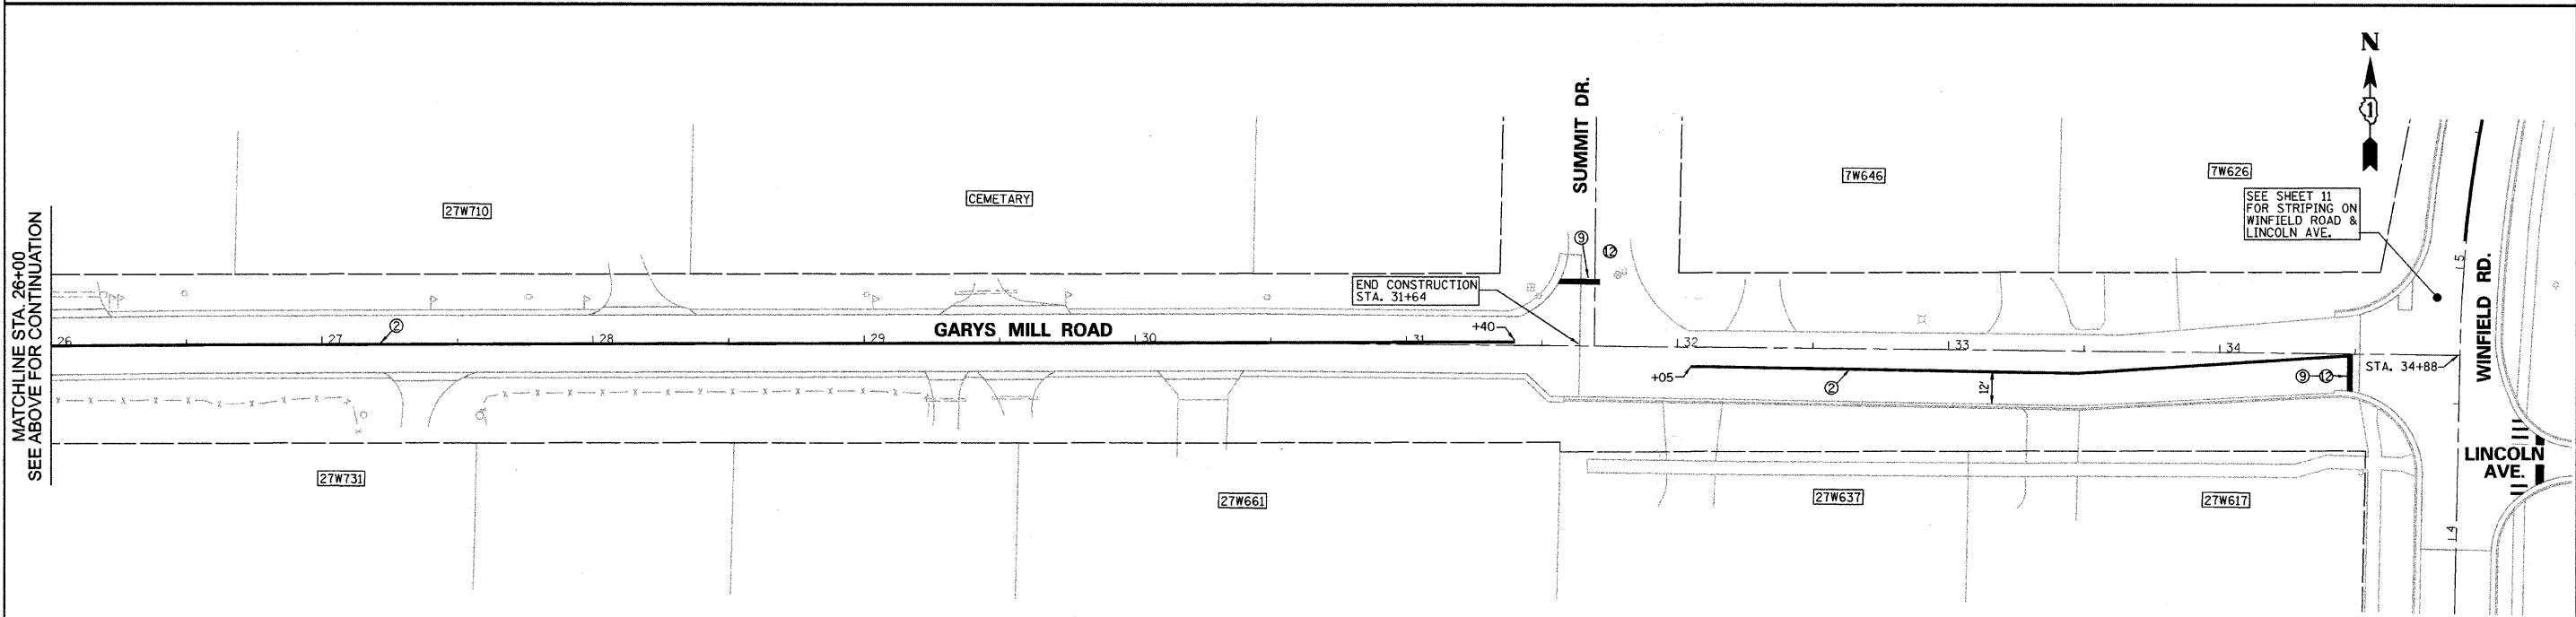 MATCHLINE STA. 26+00
SEE ABOVE FOR CONTINUATION
27W710
CEMETARY
SUMMIT DR.
7W646
7W626
N
1
SEE SHEET 11
FOR STRIPING ON
WINFIELD ROAD &
LINCOLN AVE.
9
12
END CONSTRUCTION
STA. 31+64
15
WINFIELD RD.
2
GARYS MILL ROAD
+40
26
27
28
29
30
31
32
33
34
+05
2
12'
9
12
STA. 34+88
LINCOLN
AVE.
27W731
27W661
27W637
27W617
14